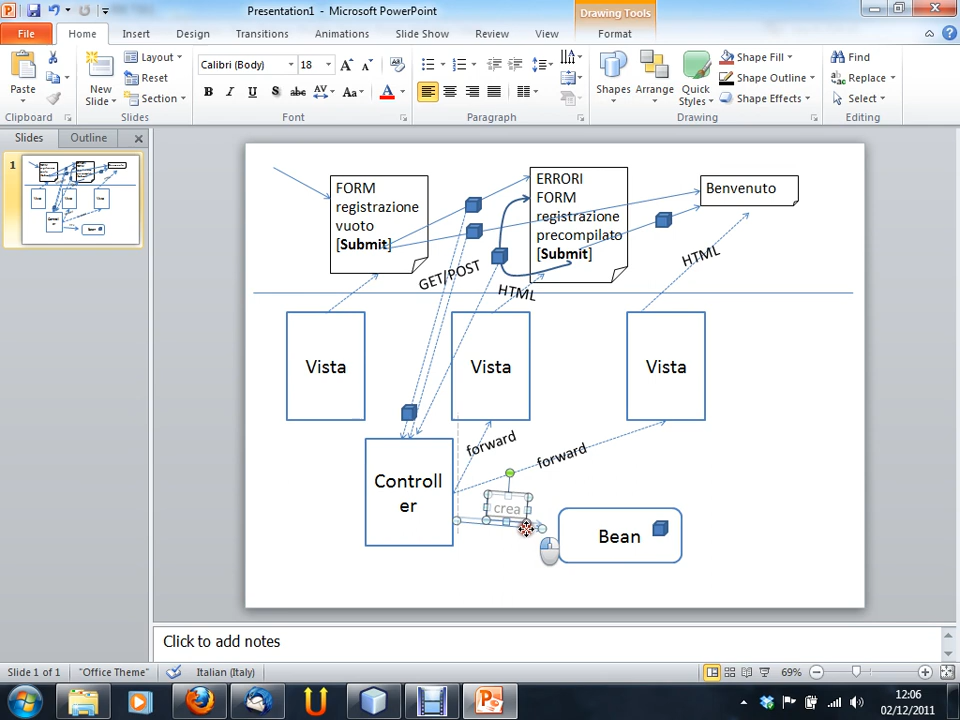 Presentation1 - Microsoft PowerPoint
Drawing Tools
File Home Insert Design Transitions Animations Slide Show Review View Format
Paste
Clipboard
New
Slide
Layout
Reset
Section
Slides
Calibri (Body) 18
B I U S abc AV Aa A
Font
Paragraph
Shapes
Arrange
Quick
Styles
Shape Fill
Shape Outline
Shape Effects
Drawing
Find
Replace
Select
Editing
Slides Outline
1
FORM
registrazione
vuoto
[Submit]
ERRORI
FORM
registrazione
precompilato
[Submit]
Benvenuto
GET/POST
HTML
HTML
Vista
Vista
Vista
forward
forward
Controll
er
crea
Bean
Click to add notes
Slide 1 of 1 "Office Theme" Italian (Italy) 69%
12:06
02/12/2011